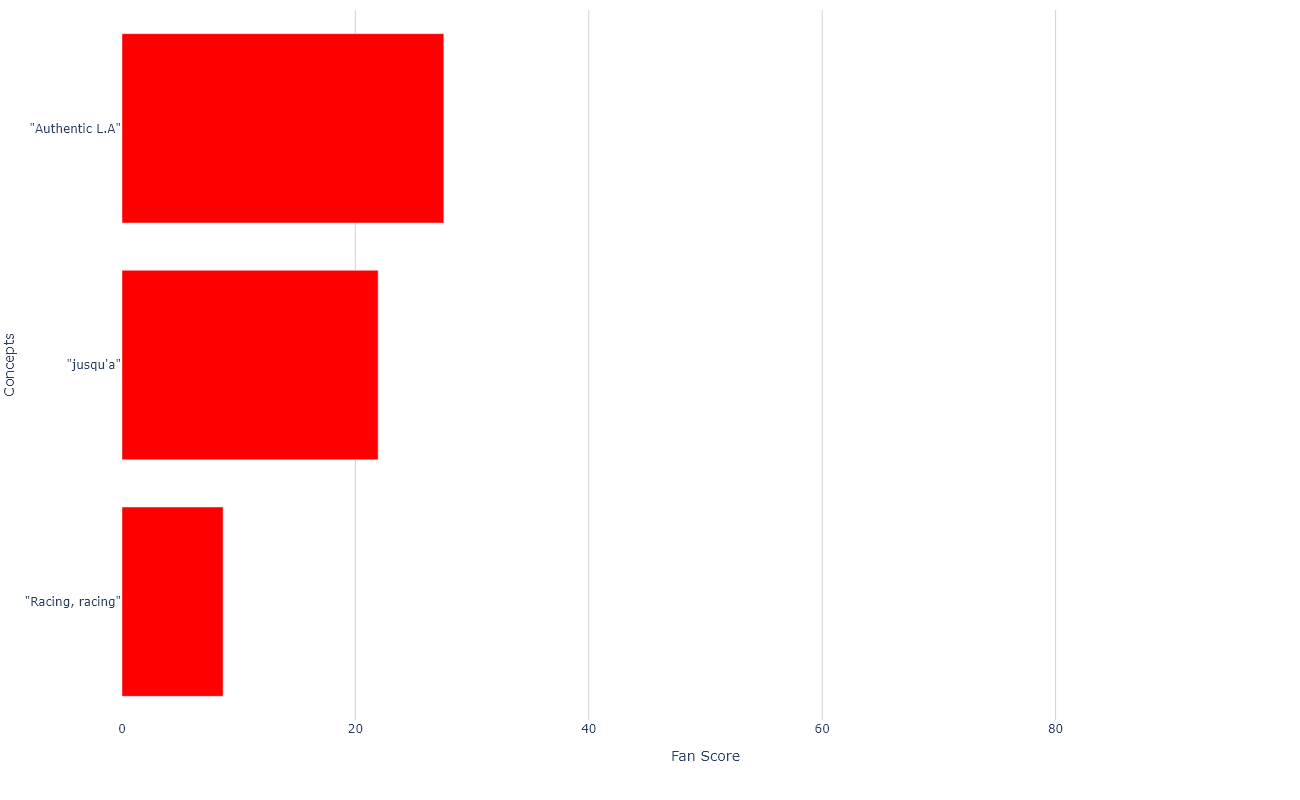 "Authentic L.A"
"jusqu'a"
"Racing, racing"
Concepts
0 20 40 60 80
Fan Score